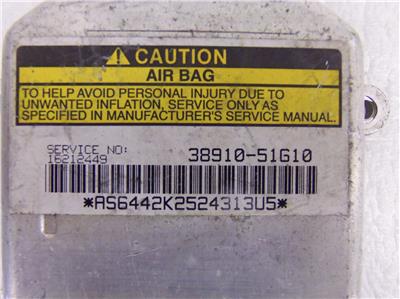 CAUTION
AIR BAG
TO HELP AVOID PERSONAL INJURY DUE TO
UNWANTED INFLATION, SERVICE ONLY AS
SPECIFIED IN MANUFACTURER'S SERVICE MANUAL.
SERVICE NO:
16212449
38910-51G10
*AS6442K2524313U5*